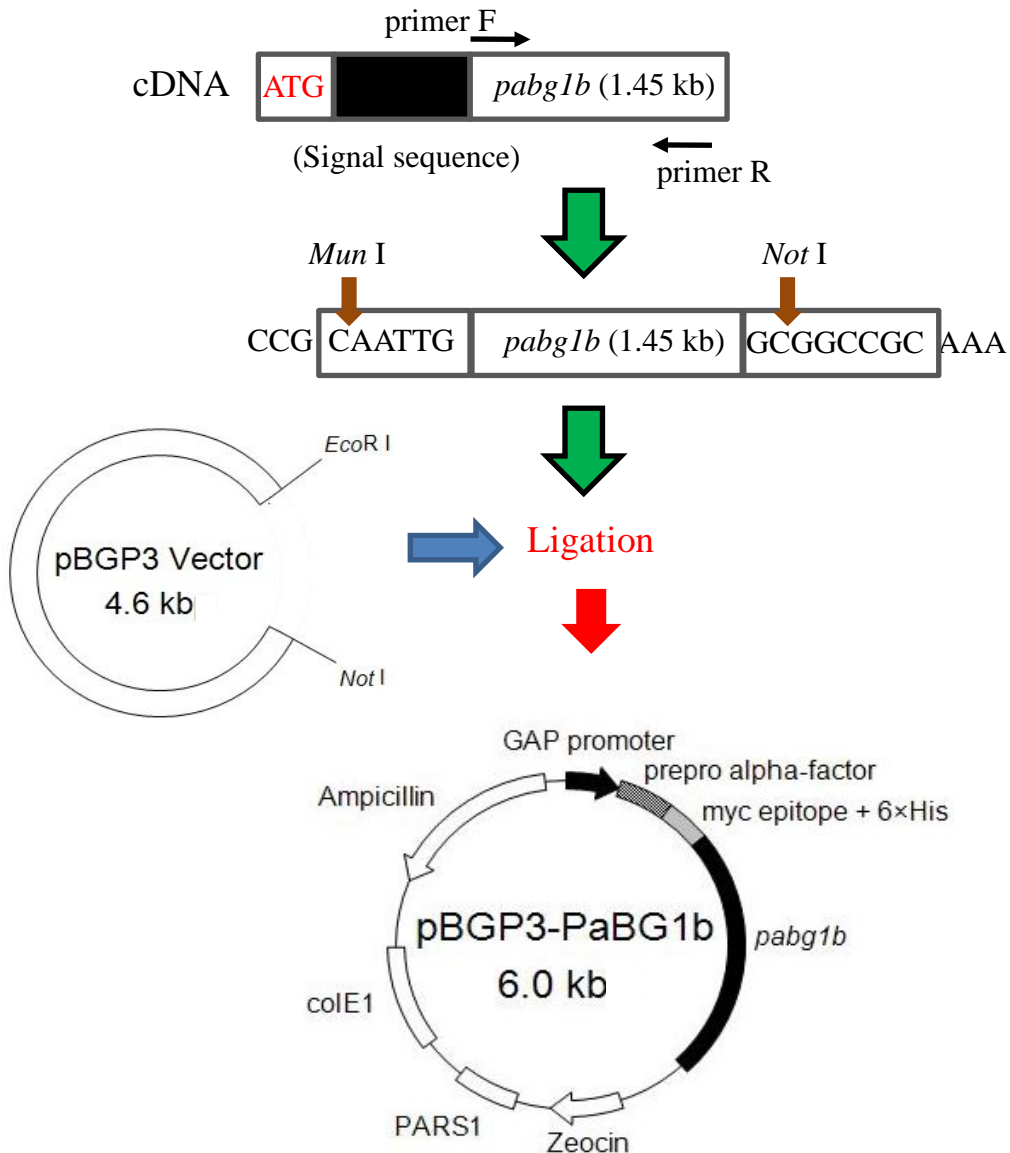 primer F
cDNA ATG pabg1b (1.45 kb)
(Signal sequence)
primer R
Mun I
Not I
CCG CAATTG pabg1b (1.45 kb) GCGGCCGC AAA
EcoR I
pBGP3 Vector
4.6 kb
Not I
Ligation
GAP promoter
prepro alpha-factor
myc epitope + 6×His
Ampicillin
pBGP3-PaBG1b
6.0 kb
pabg1b
colE1
PARS1
Zeocin